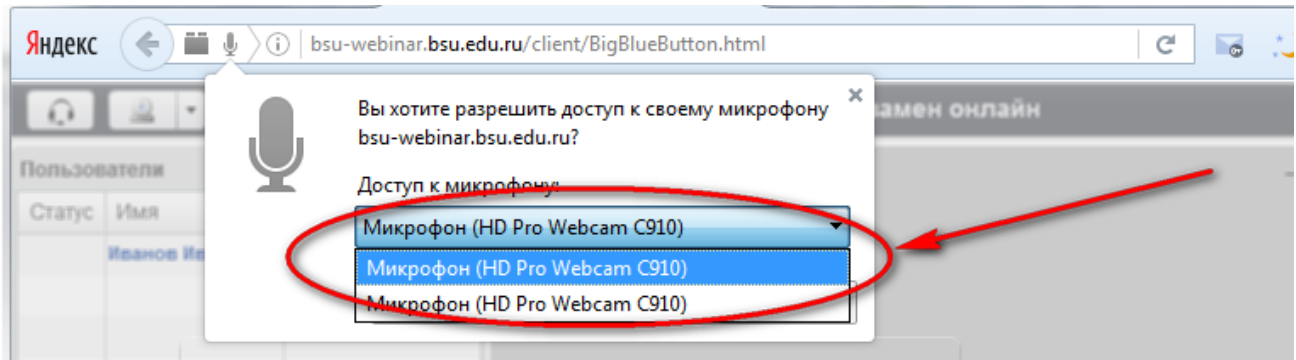 Яндекс
bsu-webinar.bsu.edu.ru/client/BigBlueButton.html
Вы хотите разрешить доступ к своему микрофону
bsu-webinar.bsu.edu.ru?
замен онлайн
Пользователи
Доступ к микрофону:
Статус Имя
Микрофон (HD Pro Webcam C910)
Иванов Ив
Микрофон (HD Pro Webcam C910)
Микрофон (HD Pro Webcam C910)